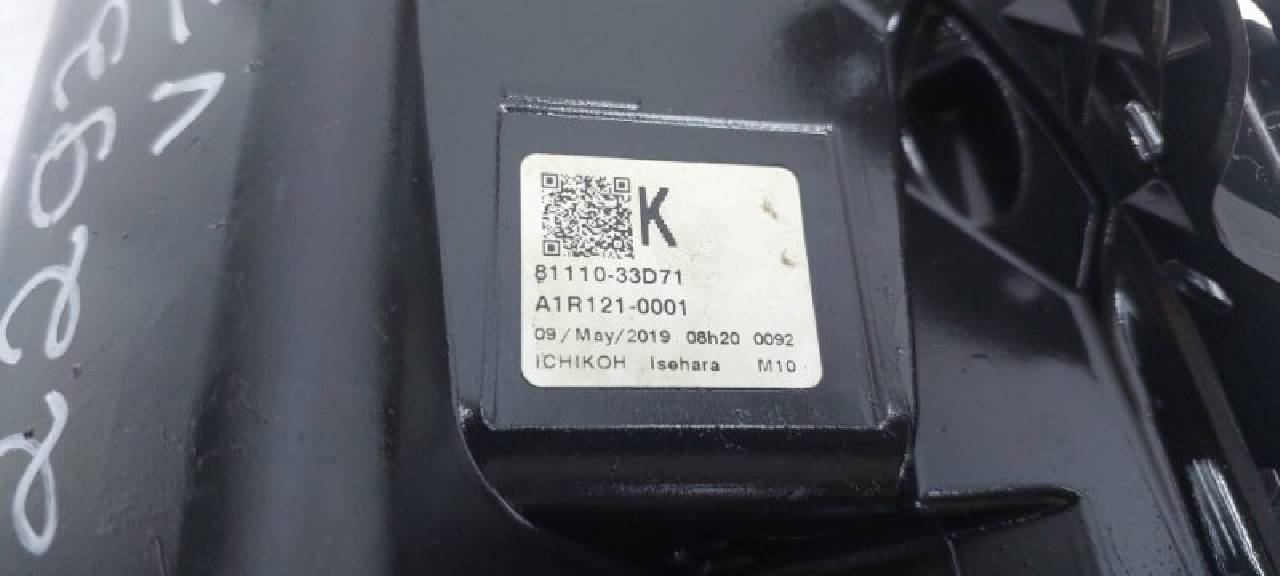 K
81110-33D71
A1R121-0001
09/May/2019 08h20 0092
ICHIKOH Isehara M10